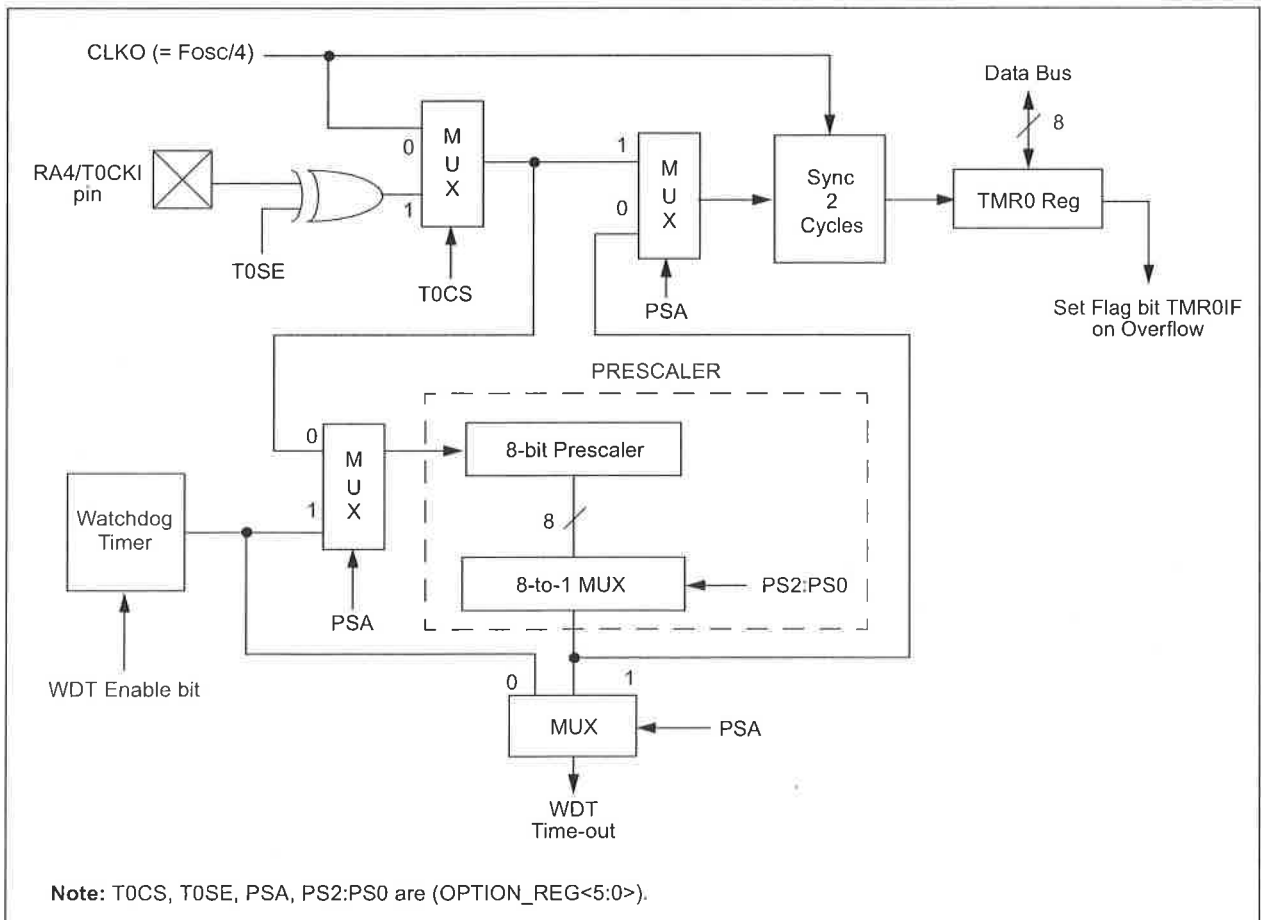 CLKO (= FOSC/4)
Data Bus
8
RA4/T0CKI
pin
T0SE
0
1
M
U
X
T0CS
1
0
M
U
X
PSA
Sync
2
Cycles
TMR0 Reg
Set Flag bit TMR0IF
on Overflow
PRESCALER
0
1
M
U
X
PSA
8-bit Prescaler
8
8-to-1 MUX
PS2:PS0
Watchdog
Timer
WDT Enable bit
0
1
MUX
PSA
WDT
Time-out
Note: T0CS, T0SE, PSA, PS2:PS0 are (OPTION_REG<5:0>).